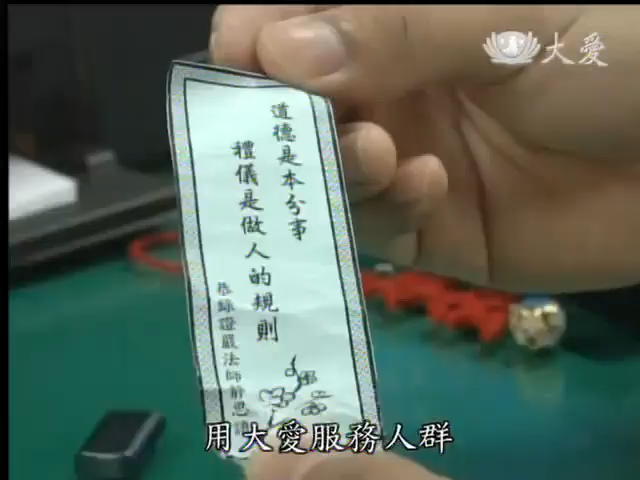 大愛
道德是本分事
禮儀是做人的規則
恭錄證嚴法師靜思語
用大愛服務人群